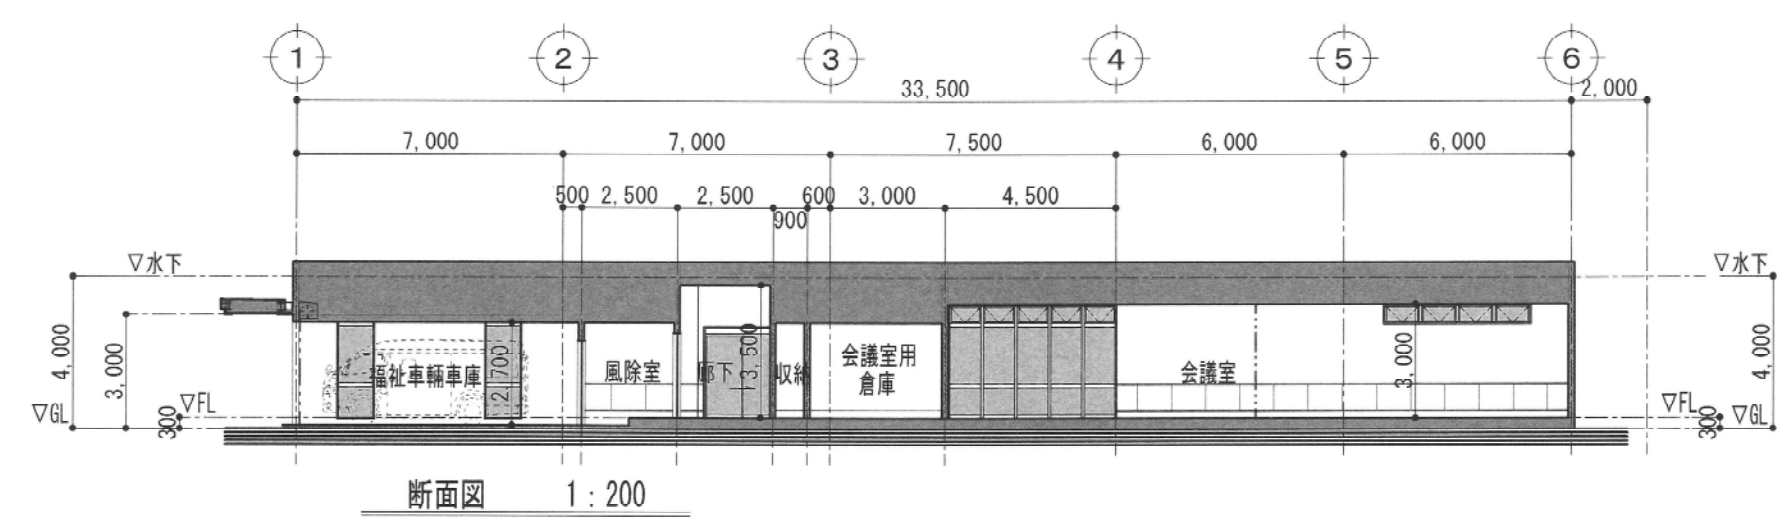 1 2 3 4 5 6
33,500 2,000
7,000 7,000 7,500 6,000 6,000
500 2,500 2,500 900 600 3,000 4,500
▽水下 ▽水下
4,000 3,000 300 ▽FL ▽GL
福祉車輛車庫 2,700
風除室
廊下 3,500
収納
会議室用
倉庫
会議室 3,000
▽FL 300 ▽GL 4,000
断面図 1:200